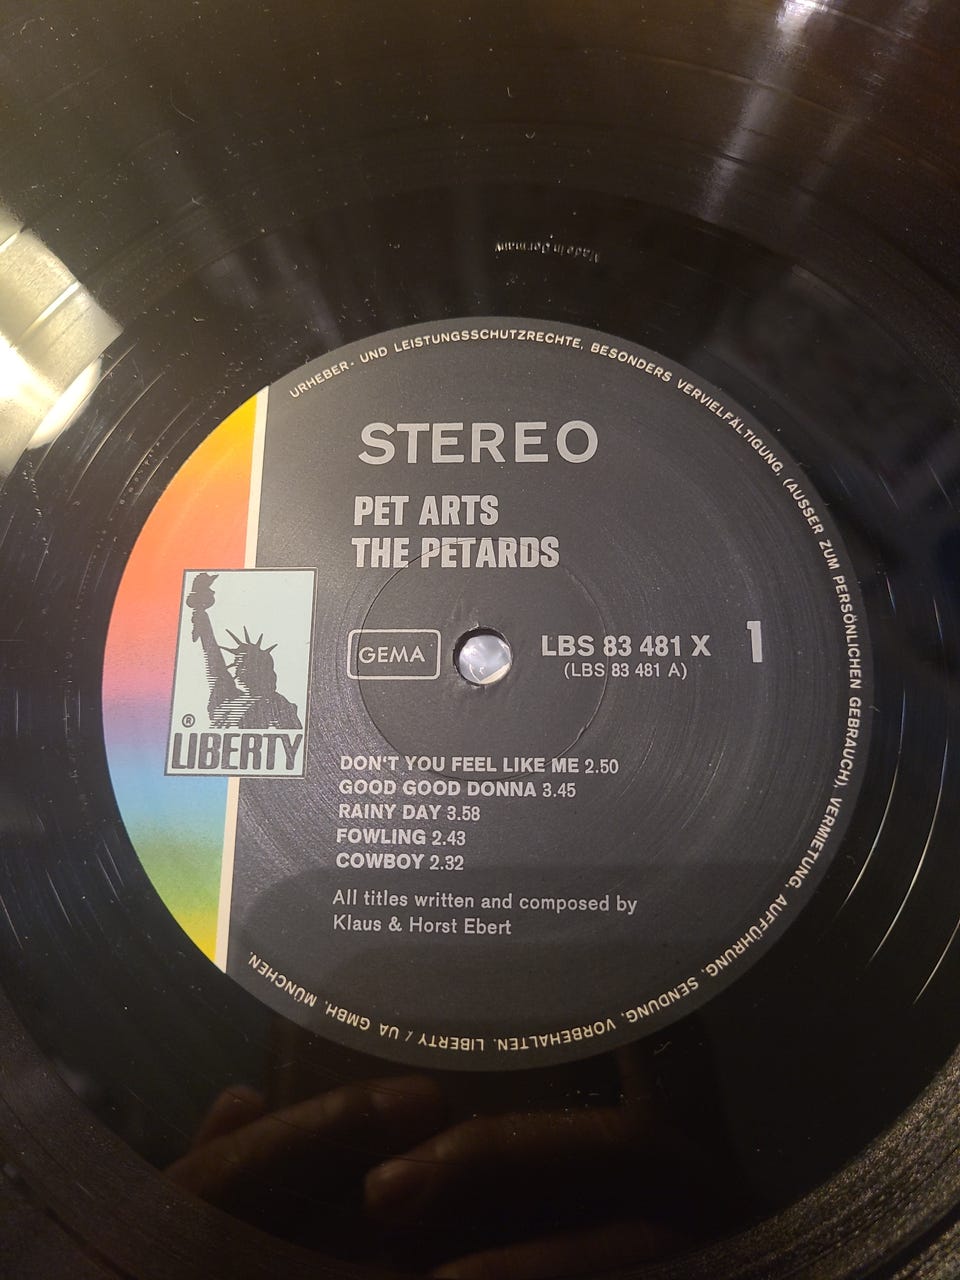 Made in Germany
URHEBER- UND LEISTUNGSSCHUTZRECHTE, BESONDERS VERVIELFÄLTIGUNG, (AUSSER ZUM PERSÖNLICHEN GEBRAUCH), VERMIETUNG, AUFFÜHRUNG, SENDUNG, VORBEHALTEN. LIBERTY / UA GMBH, MÜNCHEN.
STEREO
PET ARTS
THE PETARDS
GEMA
LBS 83 481 X
1
(LBS 83 481 A)
® LIBERTY
DON'T YOU FEEL LIKE ME 2.50
GOOD GOOD DONNA 3.45
RAINY DAY 3.58
FOWLING 2.43
COWBOY 2.32
All titles written and composed by
Klaus & Horst Ebert